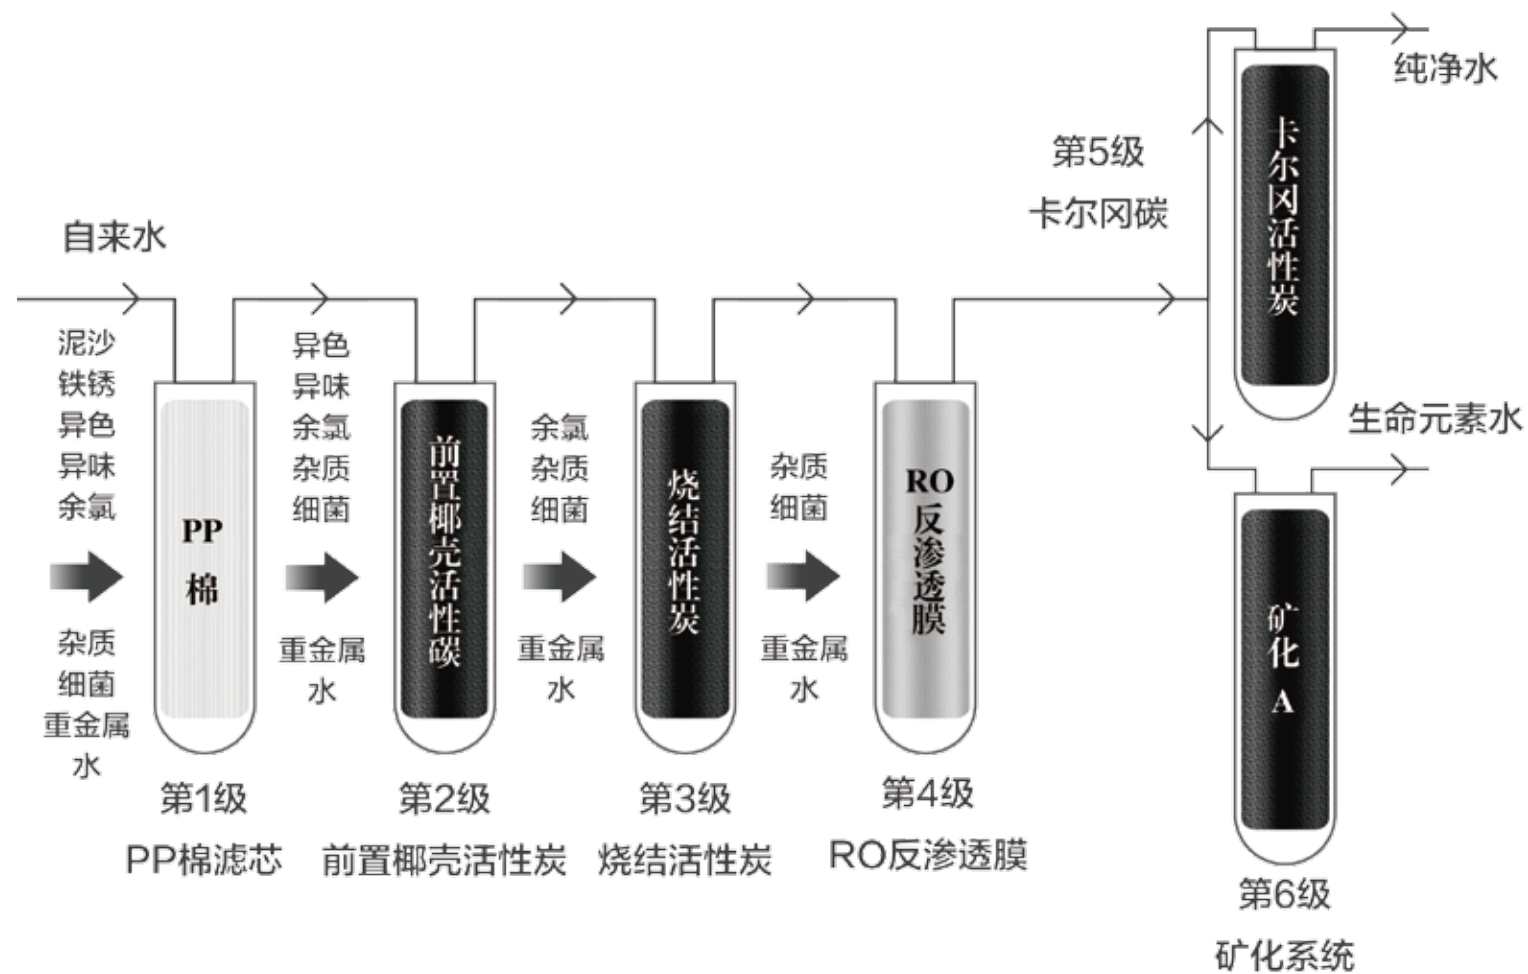 纯净水
卡尔冈活性炭
第5级
卡尔冈碳
自来水
泥沙
铁锈
异色
异味
余氯
杂质
细菌
重金属
水
PP
棉
第1级
PP棉滤芯
异色
异味
余氯
杂质
细菌
重金属
水
前置椰壳活性碳
第2级
前置椰壳活性炭
余氯
杂质
细菌
重金属
水
烧结活性炭
第3级
烧结活性炭
杂质
细菌
重金属
水
RO
反渗透膜
第4级
RO反渗透膜
生命元素水
矿化
A
第6级
矿化系统